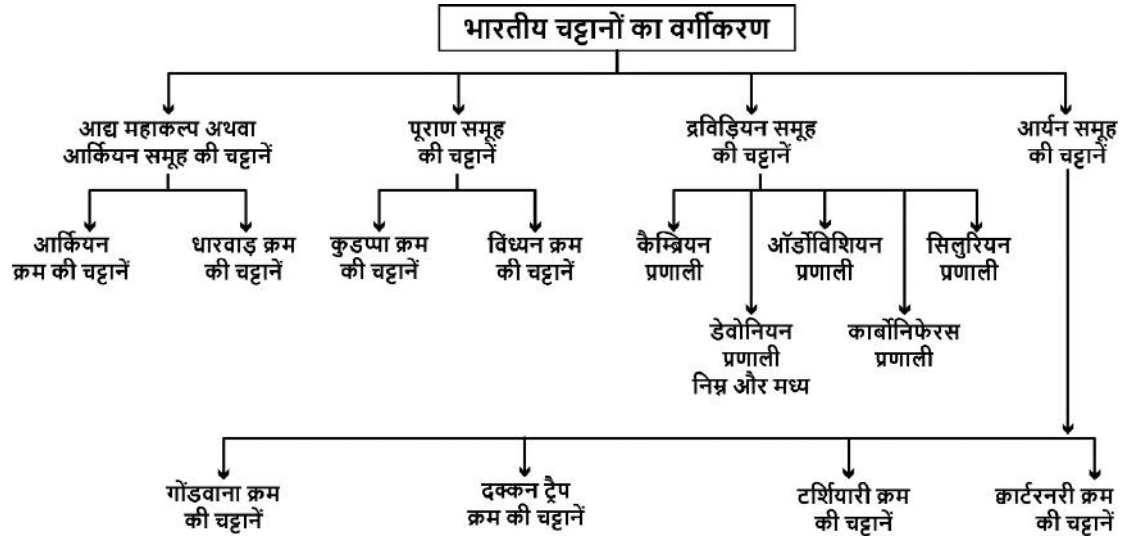 भारतीय चट्टानों का वर्गीकरण
आद्य महाकल्प अथवा
आर्कियन समूह की चट्टानें
पूराण समूह
की चट्टानें
द्रविड़ियन समूह
की चट्टानें
आर्यन समूह
की चट्टानें
आर्कियन
क्रम की चट्टानें
धारवाड़ क्रम
की चट्टानें
कुडप्पा क्रम
की चट्टानें
विंध्यन क्रम
की चट्टानें
कैम्ब्रियन
प्रणाली
ऑर्डोविशियन
प्रणाली
सिलुरियन
प्रणाली
डेवोनियन
प्रणाली
निम्न और मध्य
कार्बोनिफेरस
प्रणाली
गोंडवाना क्रम
की चट्टानें
दक्कन ट्रैप
क्रम की चट्टानें
टर्शियारी क्रम
की चट्टानें
क्वार्टरनरी क्रम
की चट्टानें